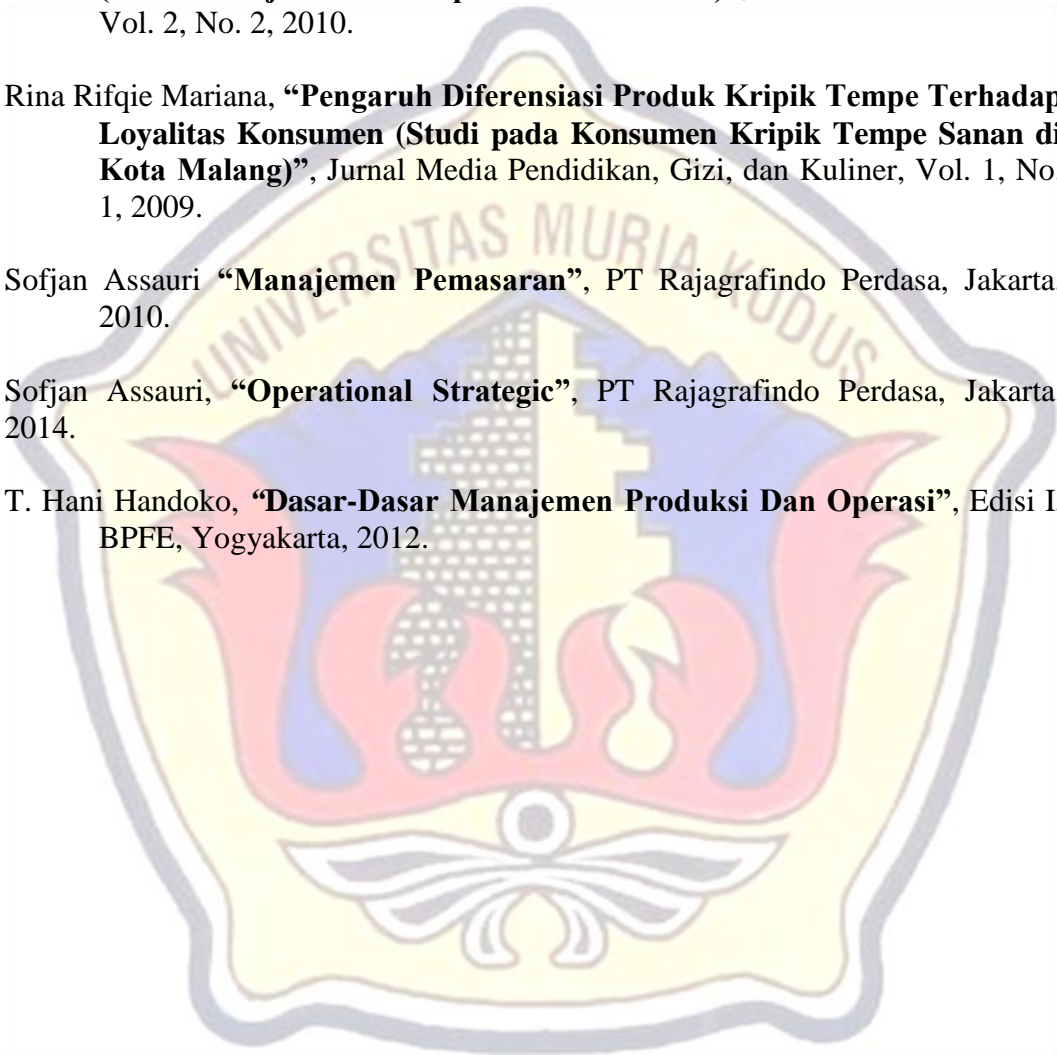 Vol. 2, No. 2, 2010.
Rina Rifqie Mariana, “Pengaruh Diferensiasi Produk Kripik Tempe Terhadap
Loyalitas Konsumen (Studi pada Konsumen Kripik Tempe Sanan di
Kota Malang)”, Jurnal Media Pendidikan, Gizi, dan Kuliner, Vol. 1, No.
1, 2009.
Sofjan Assauri “Manajemen Pemasaran”, PT Rajagrafindo Perdasa, Jakarta,
2010.
Sofjan Assauri, “Operational Strategic”, PT Rajagrafindo Perdasa, Jakarta
2014.
T. Hani Handoko, “Dasar-Dasar Manajemen Produksi Dan Operasi”, Edisi I,
BPFE, Yogyakarta, 2012.
UNIVERSITAS MURIA KUDUS